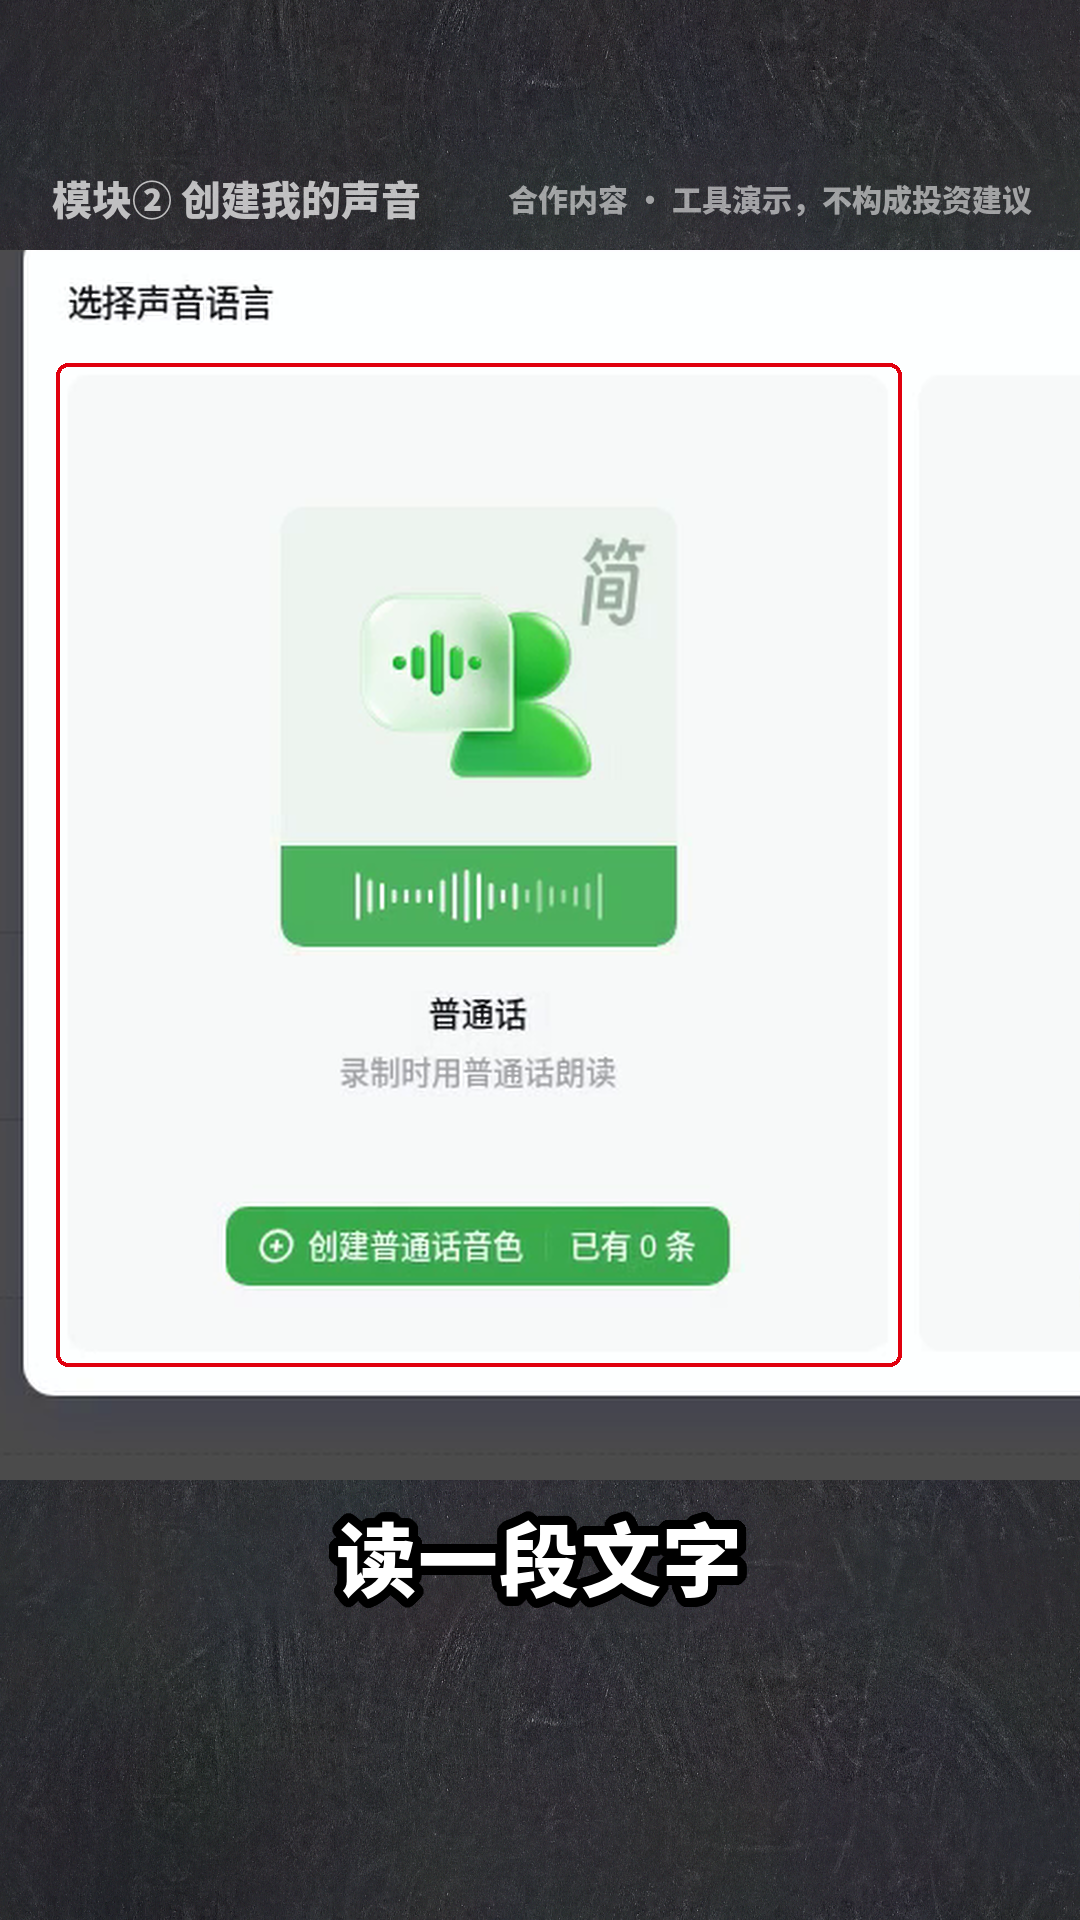 模块② 创建我的声音
合作内容 · 工具演示，不构成投资建议
选择声音语言
简
普通话
录制时用普通话朗读
创建普通话音色 已有 0 条
读一段文字